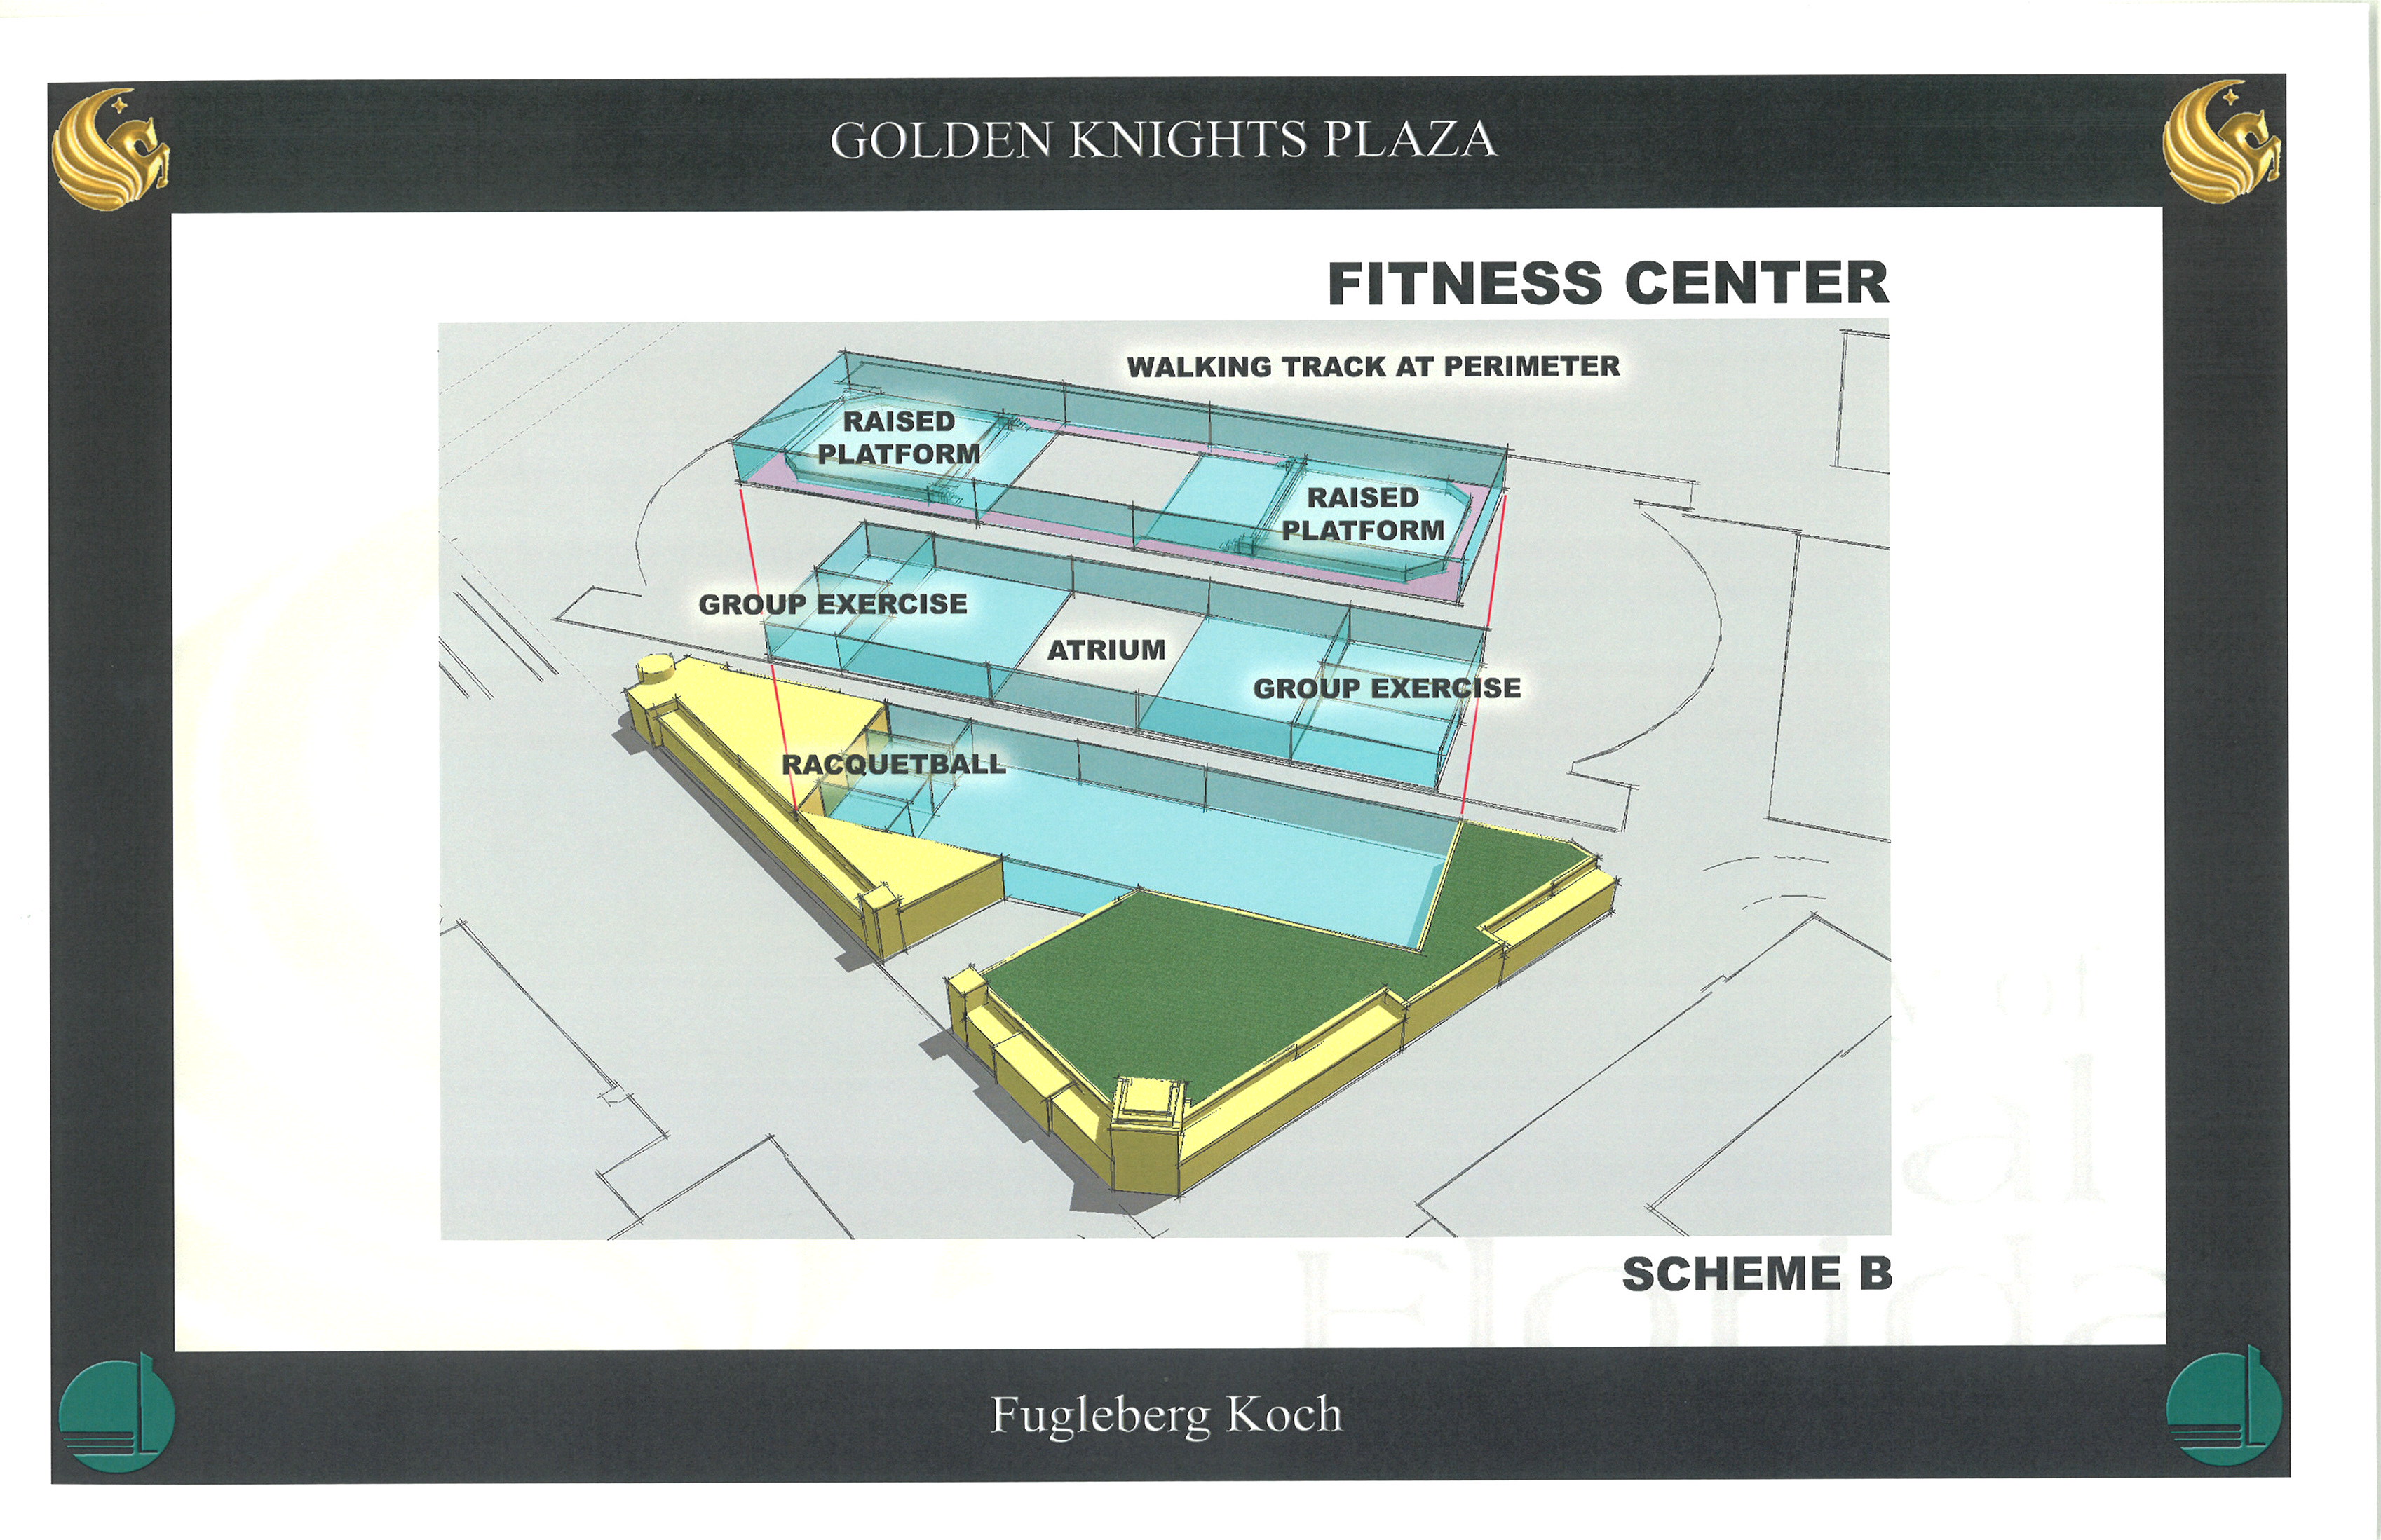 GOLDEN KNIGHTS PLAZA
FITNESS CENTER
WALKING TRACK AT PERIMETER
RAISED
PLATFORM
RAISED
PLATFORM
GROUP EXERCISE
ATRIUM
GROUP EXERCISE
RACQUETBALL
SCHEME B
Florida
Fugleberg Koch